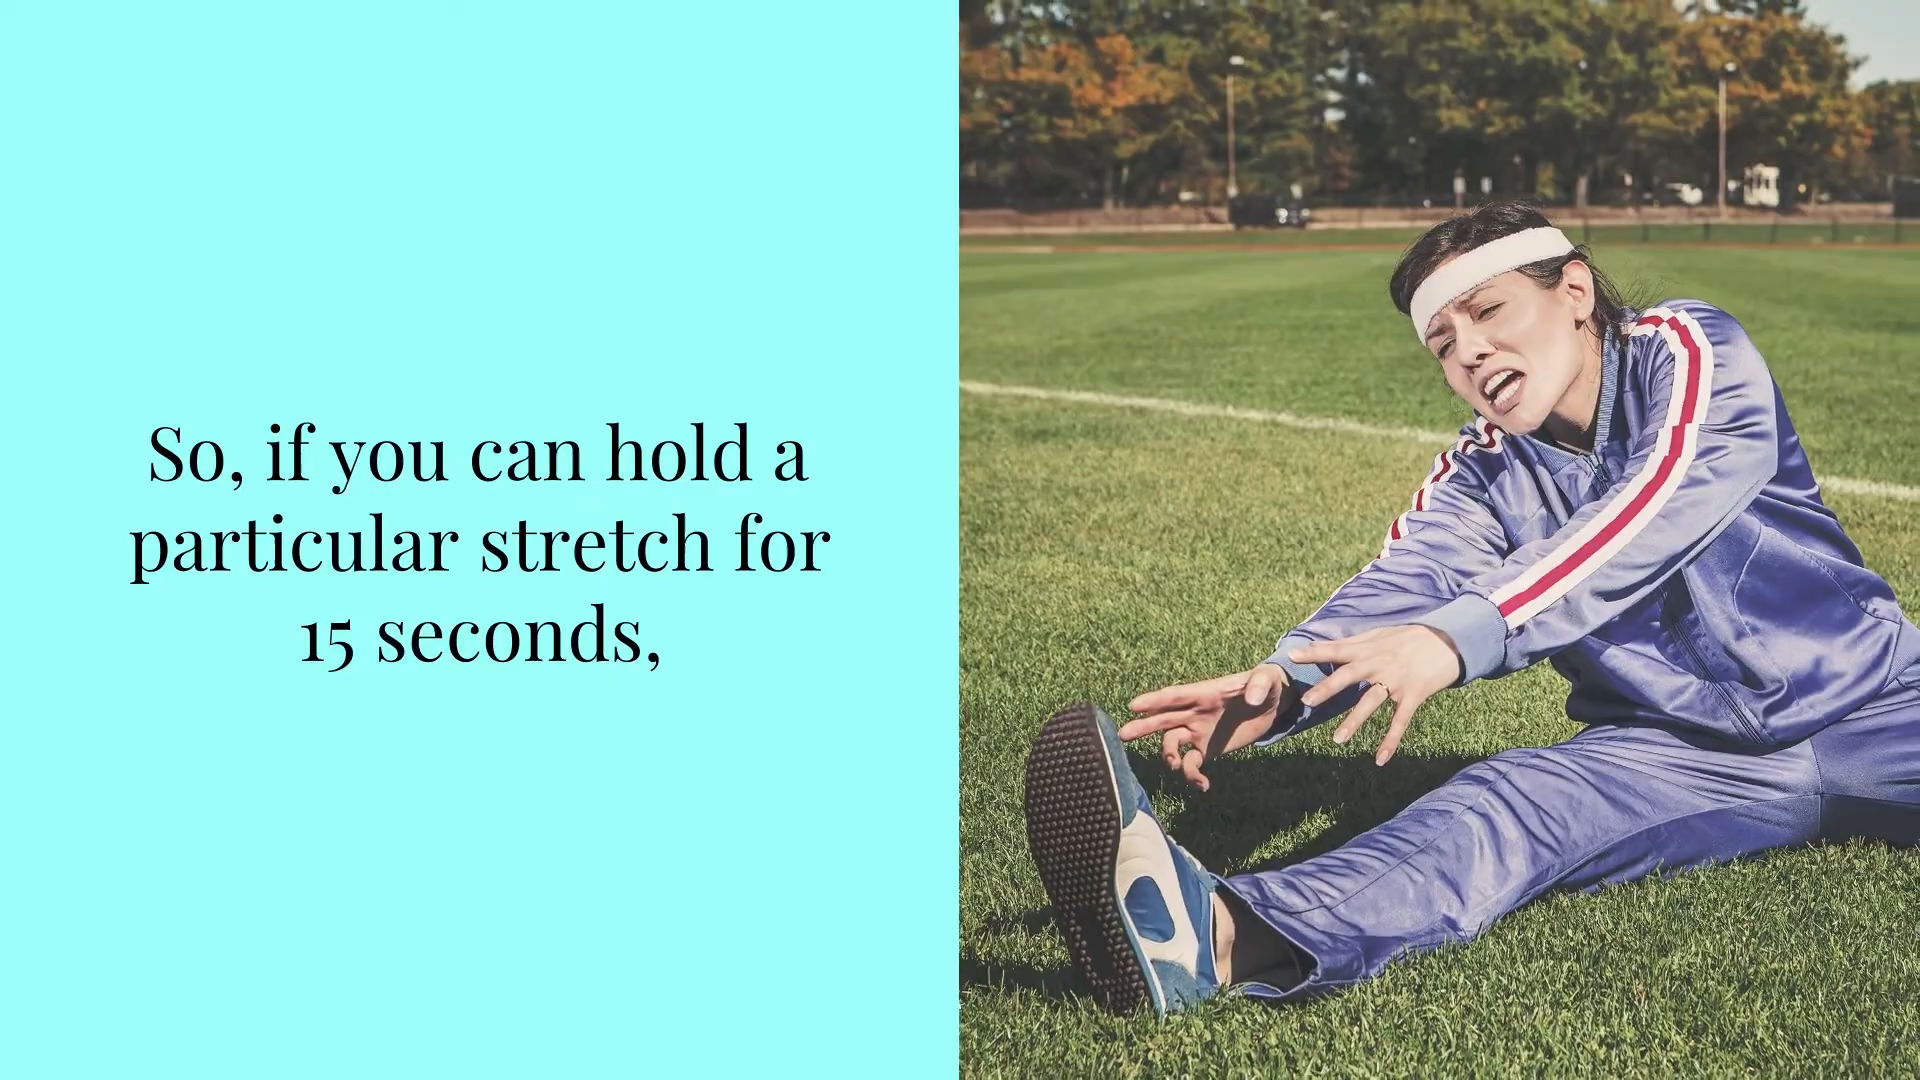 So, if you can hold a
particular stretch for
15 seconds,